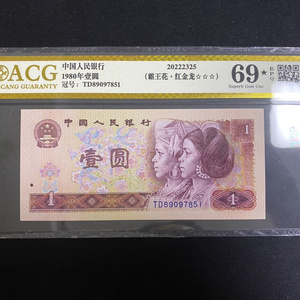 ACG
CANG GUARANTY
中国人民银行
1980年壹圆
冠号：TD89097851
20222325
（霸王花·红金龙☆☆☆）
69★
EPQ
Superb Gem Unc
中国人民银行
1
壹圆
1
1
TD89097851